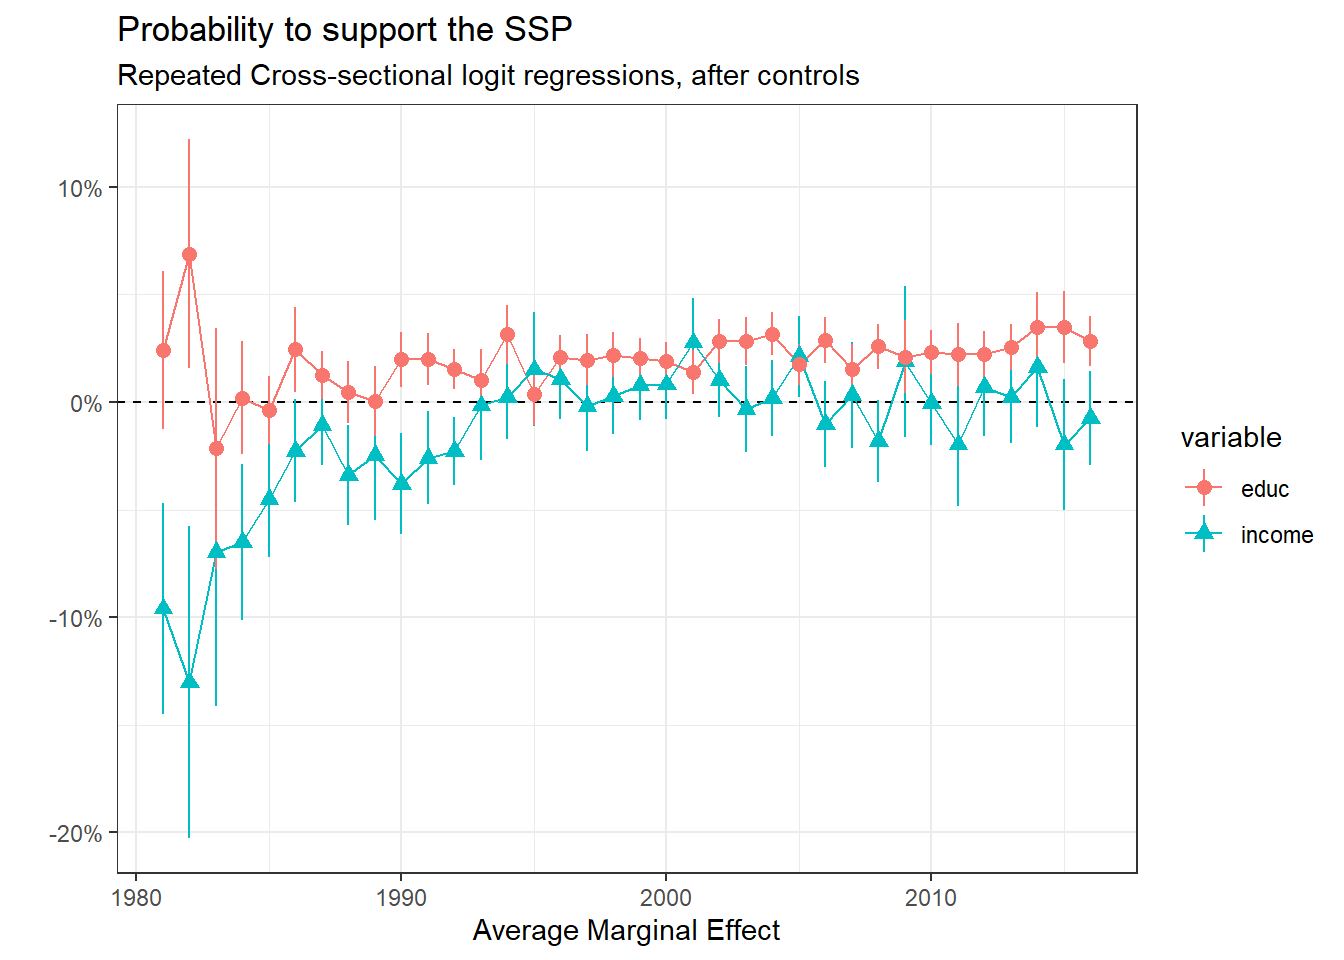 Probability to support the SSP
Repeated Cross-sectional logit regressions, after controls
10%
0%
-10%
-20%
1980
1990
2000
2010
Average Marginal Effect
variable
educ
income